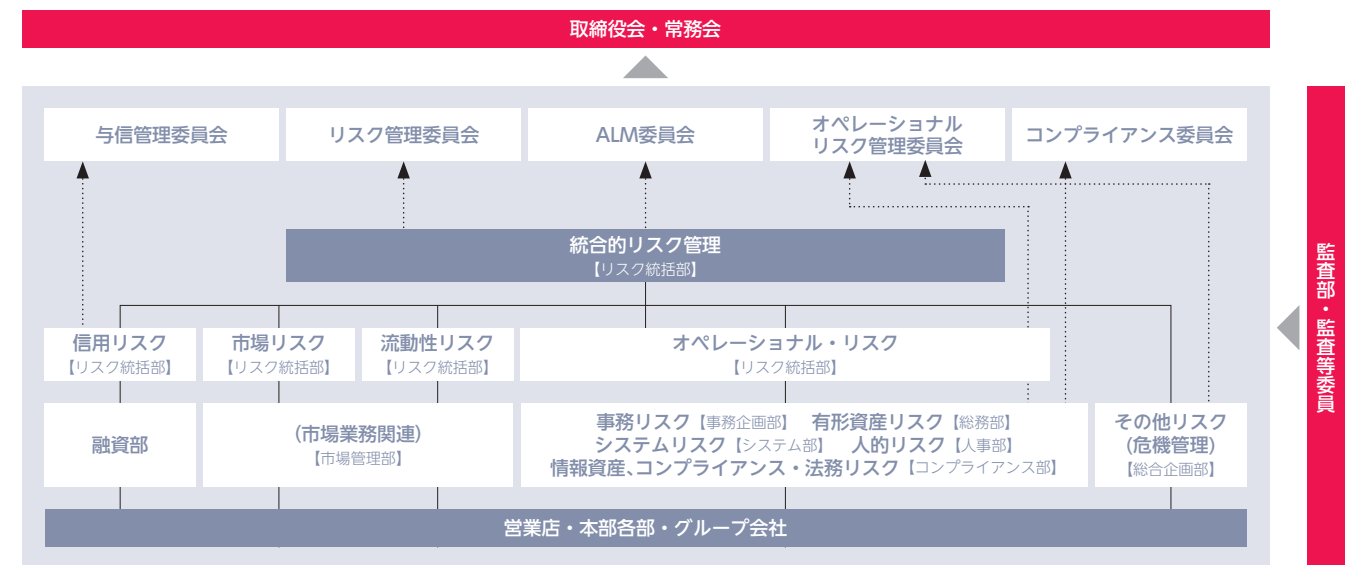 取締役会・常務会
与信管理委員会
リスク管理委員会
ALM委員会
オペレーショナル
リスク管理委員会
コンプライアンス委員会
統合的リスク管理
【リスク統括部】
信用リスク
【リスク統括部】
市場リスク
【リスク統括部】
流動性リスク
【リスク統括部】
オペレーショナル・リスク
【リスク統括部】
融資部
(市場業務関連)
【市場管理部】
事務リスク【事務企画部】 有形資産リスク【総務部】
システムリスク【システム部】 人的リスク【人事部】
情報資産、コンプライアンス・法務リスク【コンプライアンス部】
その他リスク
(危機管理)
【総合企画部】
営業店・本部各部・グループ会社
監査部・監査等委員